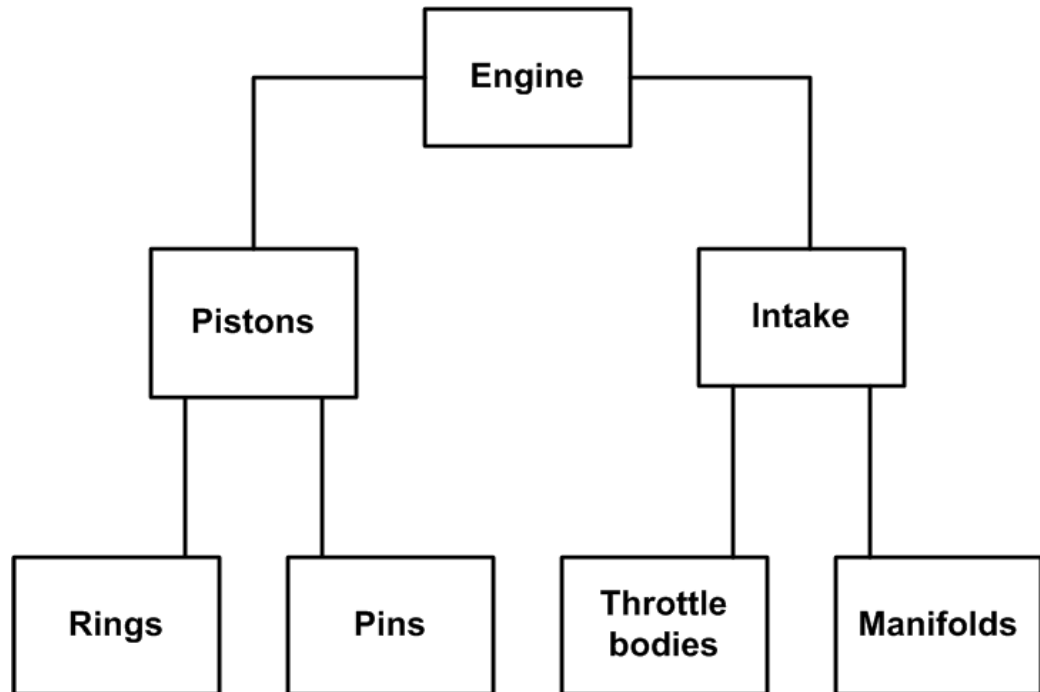 Engine
Pistons
Intake
Rings
Pins
Throttle
bodies
Manifolds